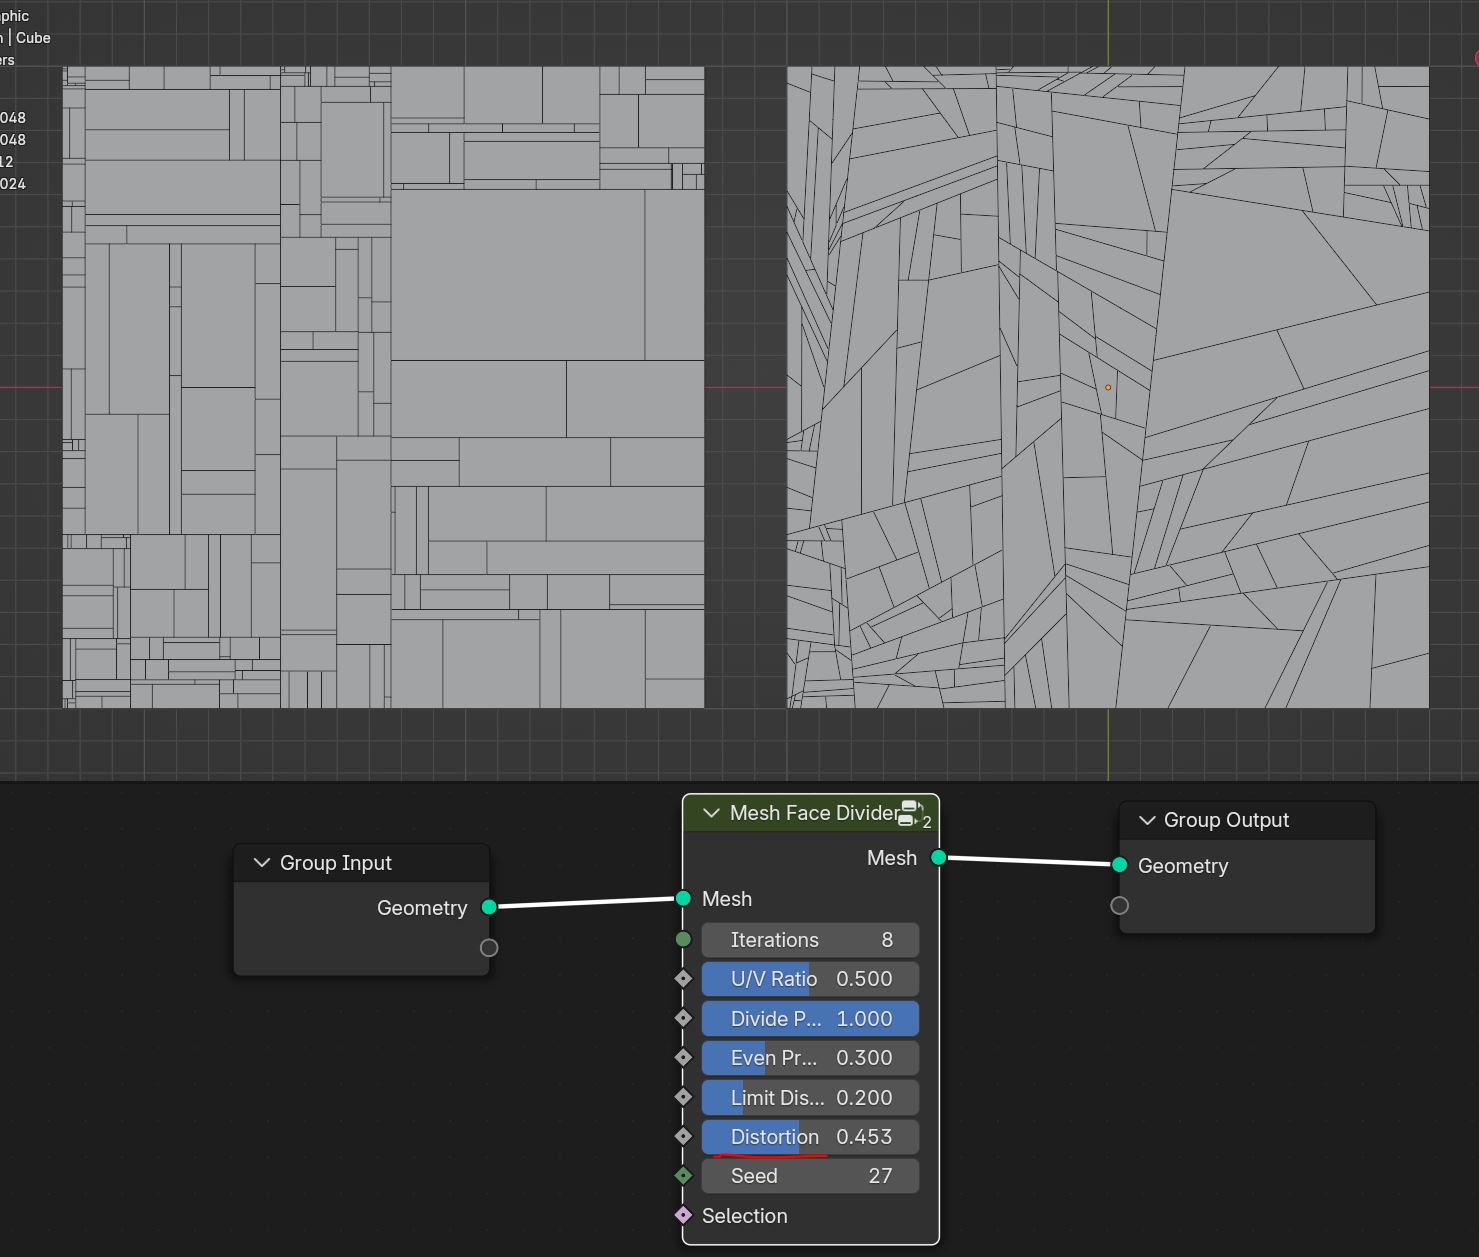 phic
| Cube
ers
048
048
12
024
Mesh Face Divider
2
Group Output
Group Input
Mesh
Geometry
Geometry
Mesh
Iterations 8
U/V Ratio 0.500
Divide P... 1.000
Even Pr... 0.300
Limit Dis... 0.200
Distortion 0.453
Seed 27
Selection